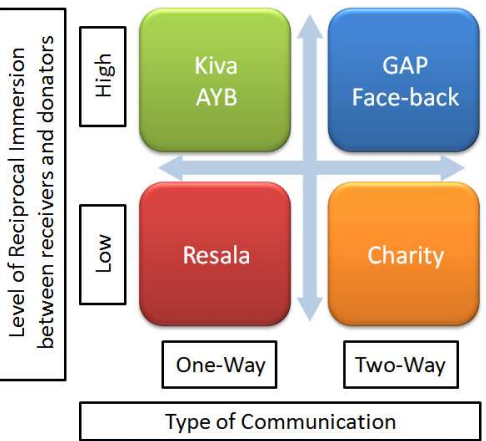 Level of Reciprocal Immersion
between receivers and donators
High
Kiva
AYB
GAP
Face-back
Low
Resala
Charity
One-Way
Two-Way
Type of Communication